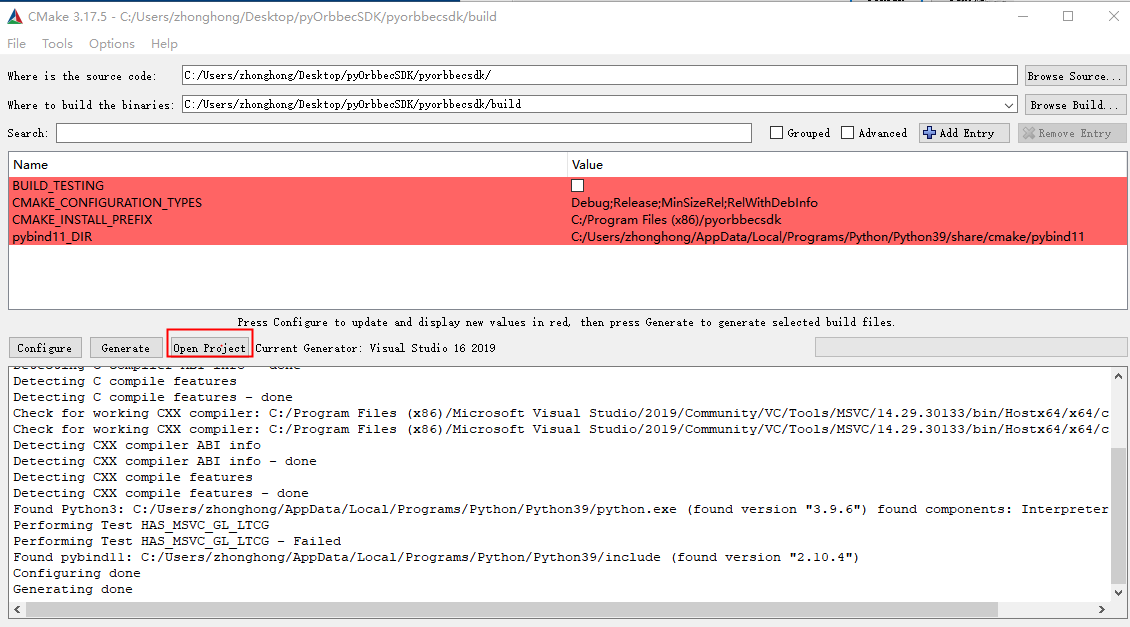 CMake 3.17.5 - C:/Users/zhonghong/Desktop/pyOrbbecSDK/pyorbbecsdk/build
File Tools Options Help
Where is the source code: C:/Users/zhonghong/Desktop/pyOrbbecSDK/pyorbbecsdk/ Browse Source...
Where to build the binaries: C:/Users/zhonghong/Desktop/pyOrbbecSDK/pyorbbecsdk/build Browse Build...
Search: Grouped Advanced Add Entry Remove Entry
Name Value
BUILD_TESTING
CMAKE_CONFIGURATION_TYPES Debug;Release;MinSizeRel;RelWithDebInfo
CMAKE_INSTALL_PREFIX C:/Program Files (x86)/pyorbbecsdk
pybind11_DIR C:/Users/zhonghong/AppData/Local/Programs/Python/Python39/share/cmake/pybind11
Press Configure to update and display new values in red, then press Generate to generate selected build files.
Configure Generate Open Project Current Generator: Visual Studio 16 2019
Detecting C compiler ABI info - done
Detecting C compile features
Detecting C compile features - done
Check for working CXX compiler: C:/Program Files (x86)/Microsoft Visual Studio/2019/Community/VC/Tools/MSVC/14.29.30133/bin/Hostx64/x64/c
Check for working CXX compiler: C:/Program Files (x86)/Microsoft Visual Studio/2019/Community/VC/Tools/MSVC/14.29.30133/bin/Hostx64/x64/c
Detecting CXX compiler ABI info
Detecting CXX compiler ABI info - done
Detecting CXX compile features
Detecting CXX compile features - done
Found Python3: C:/Users/zhonghong/AppData/Local/Programs/Python/Python39/python.exe (found version "3.9.6") found components: Interpreter
Performing Test HAS_MSVC_GL_LTCG
Performing Test HAS_MSVC_GL_LTCG - Failed
Found pybind11: C:/Users/zhonghong/AppData/Local/Programs/Python/Python39/include (found version "2.10.4")
Configuring done
Generating done